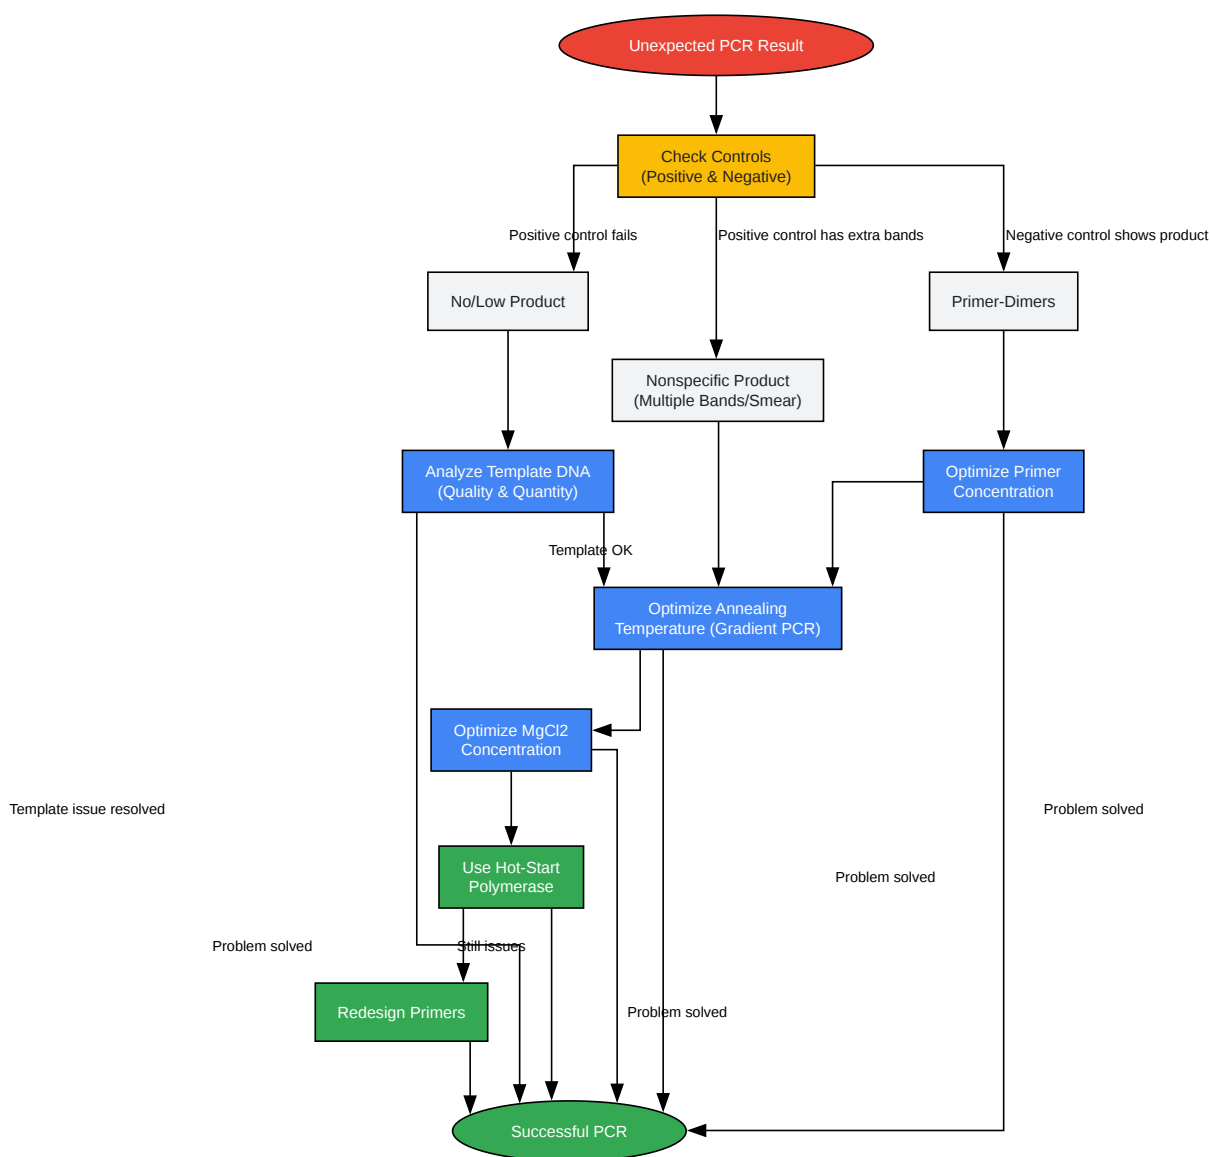 Unexpected PCR Result
Check Controls
(Positive & Negative)
Positive control fails
Positive control has extra bands
Negative control shows product
No/Low Product
Primer-Dimers
Nonspecific Product
(Multiple Bands/Smear)
Analyze Template DNA
(Quality & Quantity)
Optimize Primer
Concentration
Template OK
Optimize Annealing
Temperature (Gradient PCR)
Optimize MgCl2
Concentration
Template issue resolved
Problem solved
Use Hot-Start
Polymerase
Problem solved
Problem solved
Still issues
Redesign Primers
Problem solved
Successful PCR